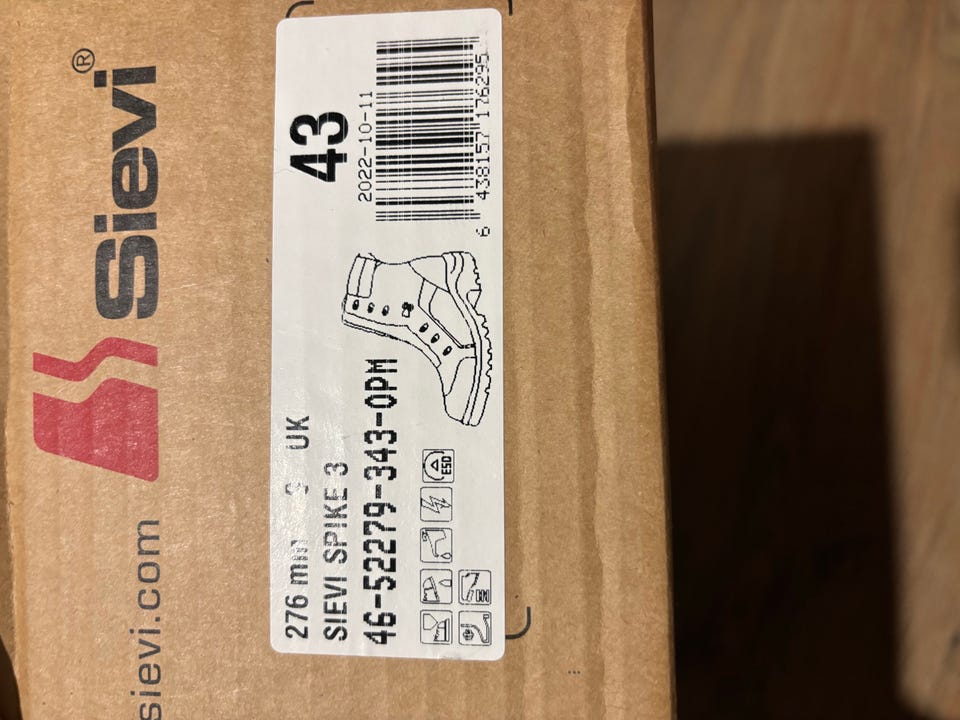 Sievi®
sievi.com
43
276 mm 9 UK
SIEVI SPIKE 3
2022-10-11
46-52279-343-0PM
ESD
6 438157 176295